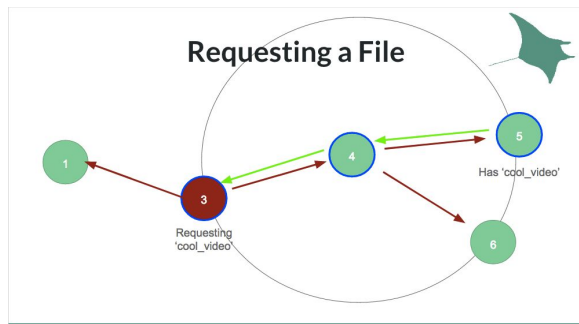 Requesting a File
1
3
4
5
6
Has 'cool_video'
Requesting
'cool_video'